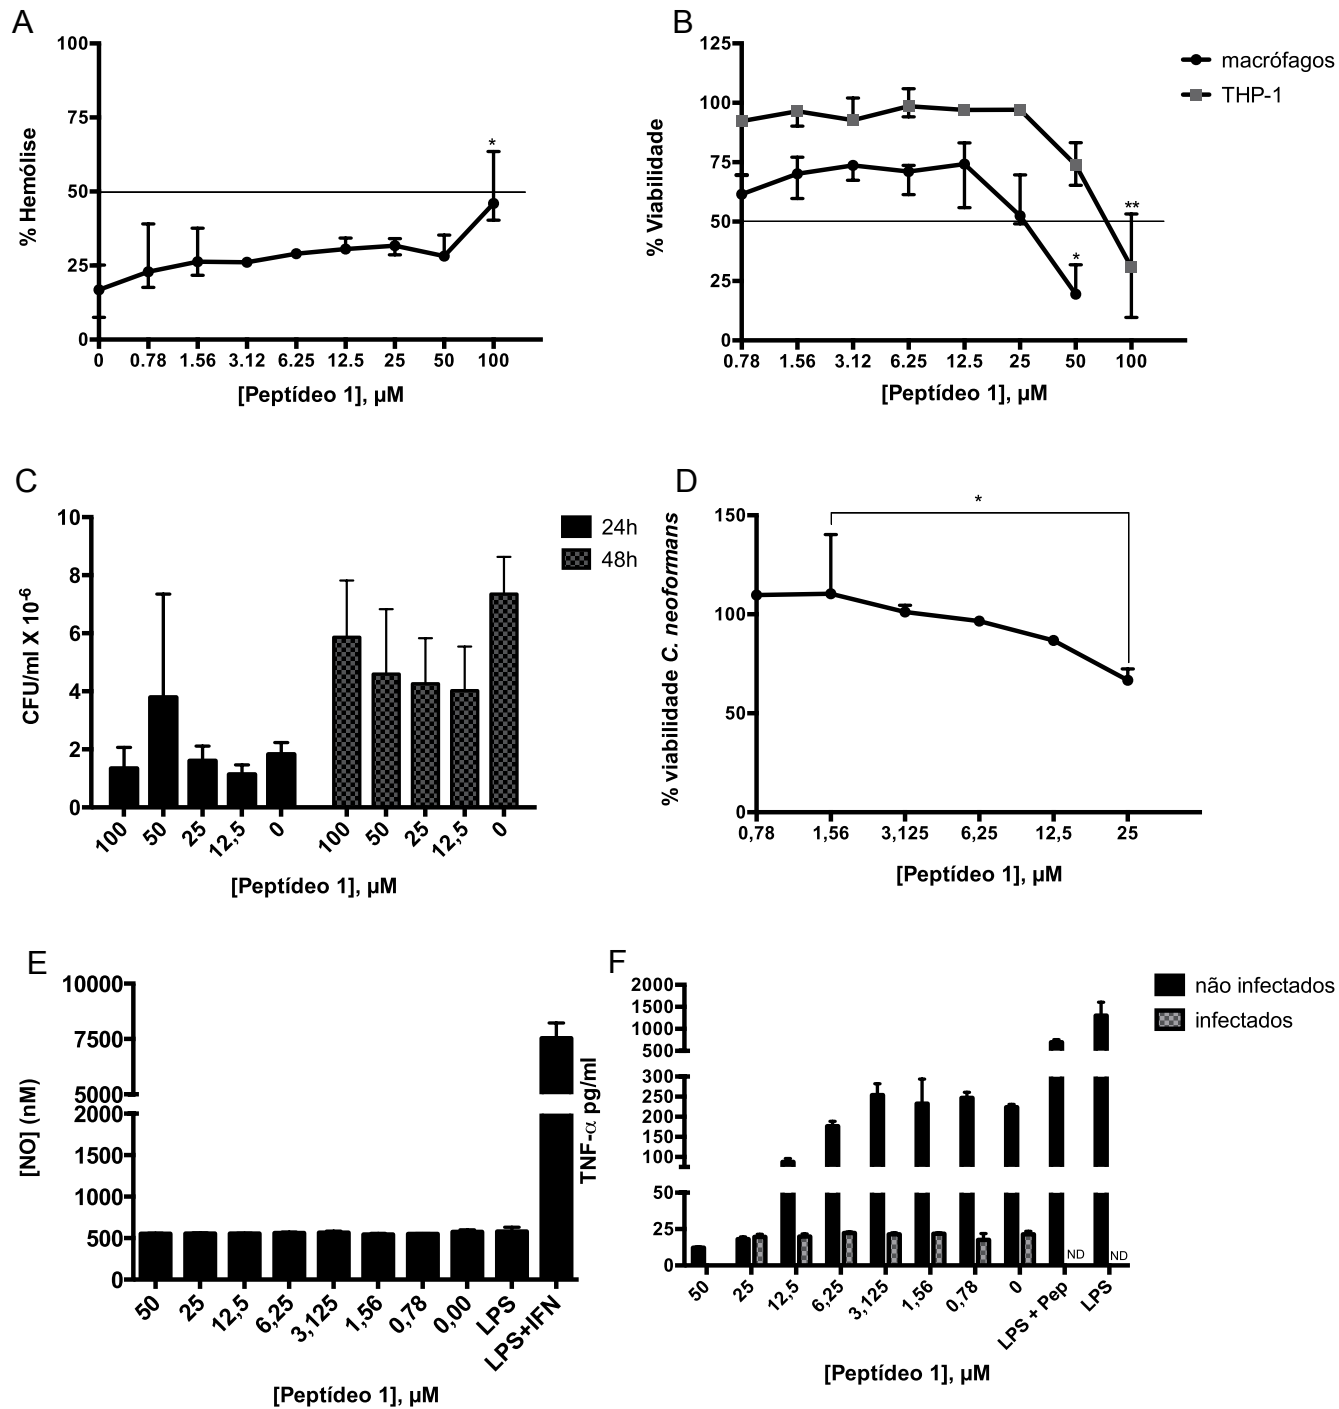 A
% Hemólise
100
75
50
25
0
*
0 0.78 1.56 3.12 6.25 12.5 25 50 100
[Peptídeo 1], µM
B
% Viabilidade
125
100
75
50
25
0
**
*
0.78 1.56 3.12 6.25 12.5 25 50 100
[Peptídeo 1], µM
macrófagos
THP-1
C
CFU/ml X 10-6
10
8
6
4
2
0
100 50 25 12,5 0 100 50 25 12,5 0
[Peptídeo 1], µM
24h
48h
D
% viabilidade C. neoformans
150
100
50
0
*
0,78 1,56 3,125 6,25 12,5 25
[Peptídeo 1], µM
E
[NO] (nM)
10000
7500
5000
2000
1500
1000
500
0
50 25 12,5 6,25 3,125 1,56 0,78 0,00 LPS LPS+IFN
[Peptídeo 1], µM
F
TNF-α pg/ml
2000
1500
1000
500
300
250
200
150
100
50
25
0
ND ND
50 25 12,5 6,25 3,125 1,56 0,78 0 LPS + Pep LPS
[Peptídeo 1], µM
não infectados
infectados